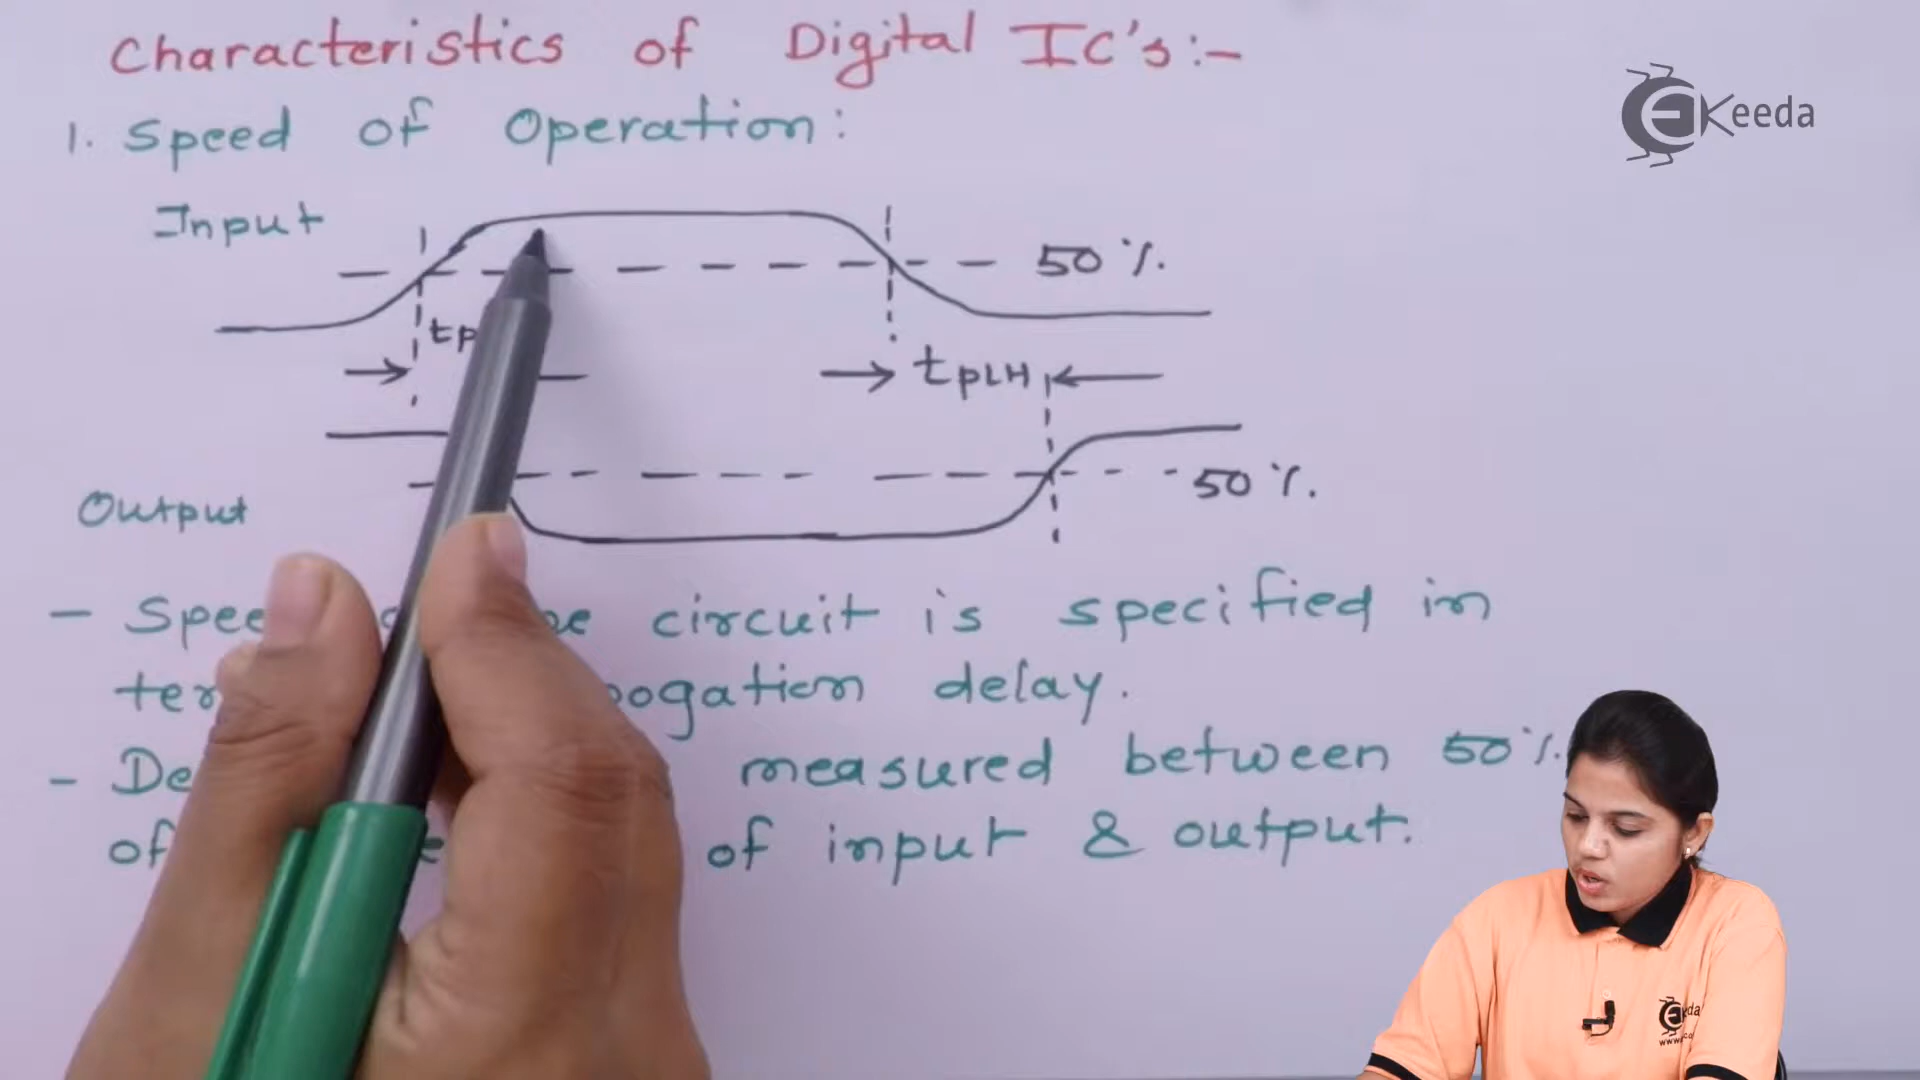 Characteristics of Digital IC's:-
1. Speed of Operation:
Input
50 %.
tp
tpLH
Output
50 %.
- Spee circuit is specified in
ter pogation delay.
- De measured between 50%.
of of input & output.
EKeeda